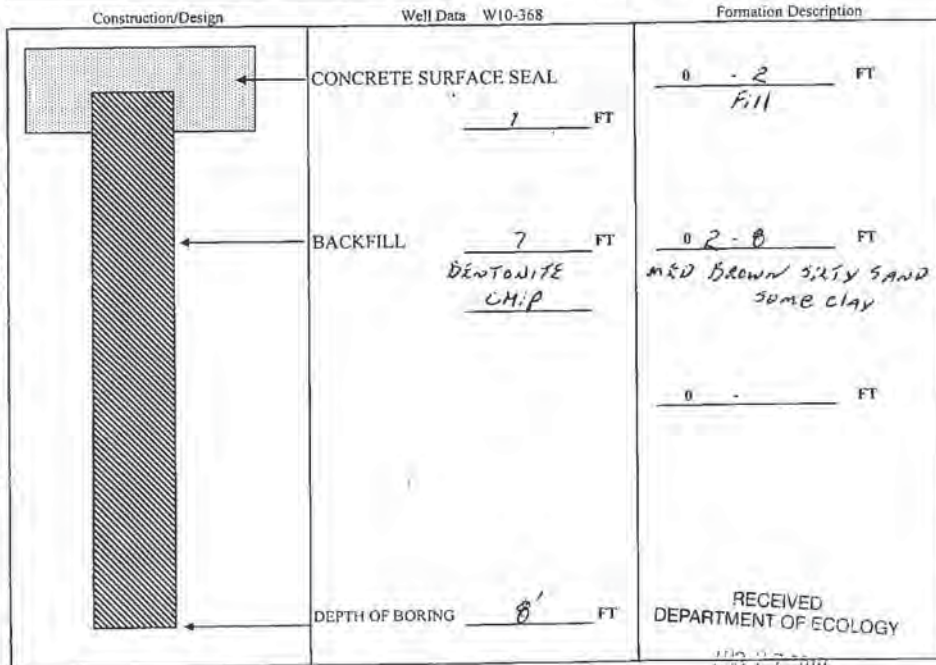 Construction/Design Well Data W10-368 Formation Description
CONCRETE SURFACE SEAL
1 FT
0 - 2 FT
Fill
BACKFILL 7 FT
BENTONITE
CHIP
0 2 - 8 FT
MED BROWN SILTY SAND
SOME CLAY
0 - FT
DEPTH OF BORING 8' FT
RECEIVED
DEPARTMENT OF ECOLOGY